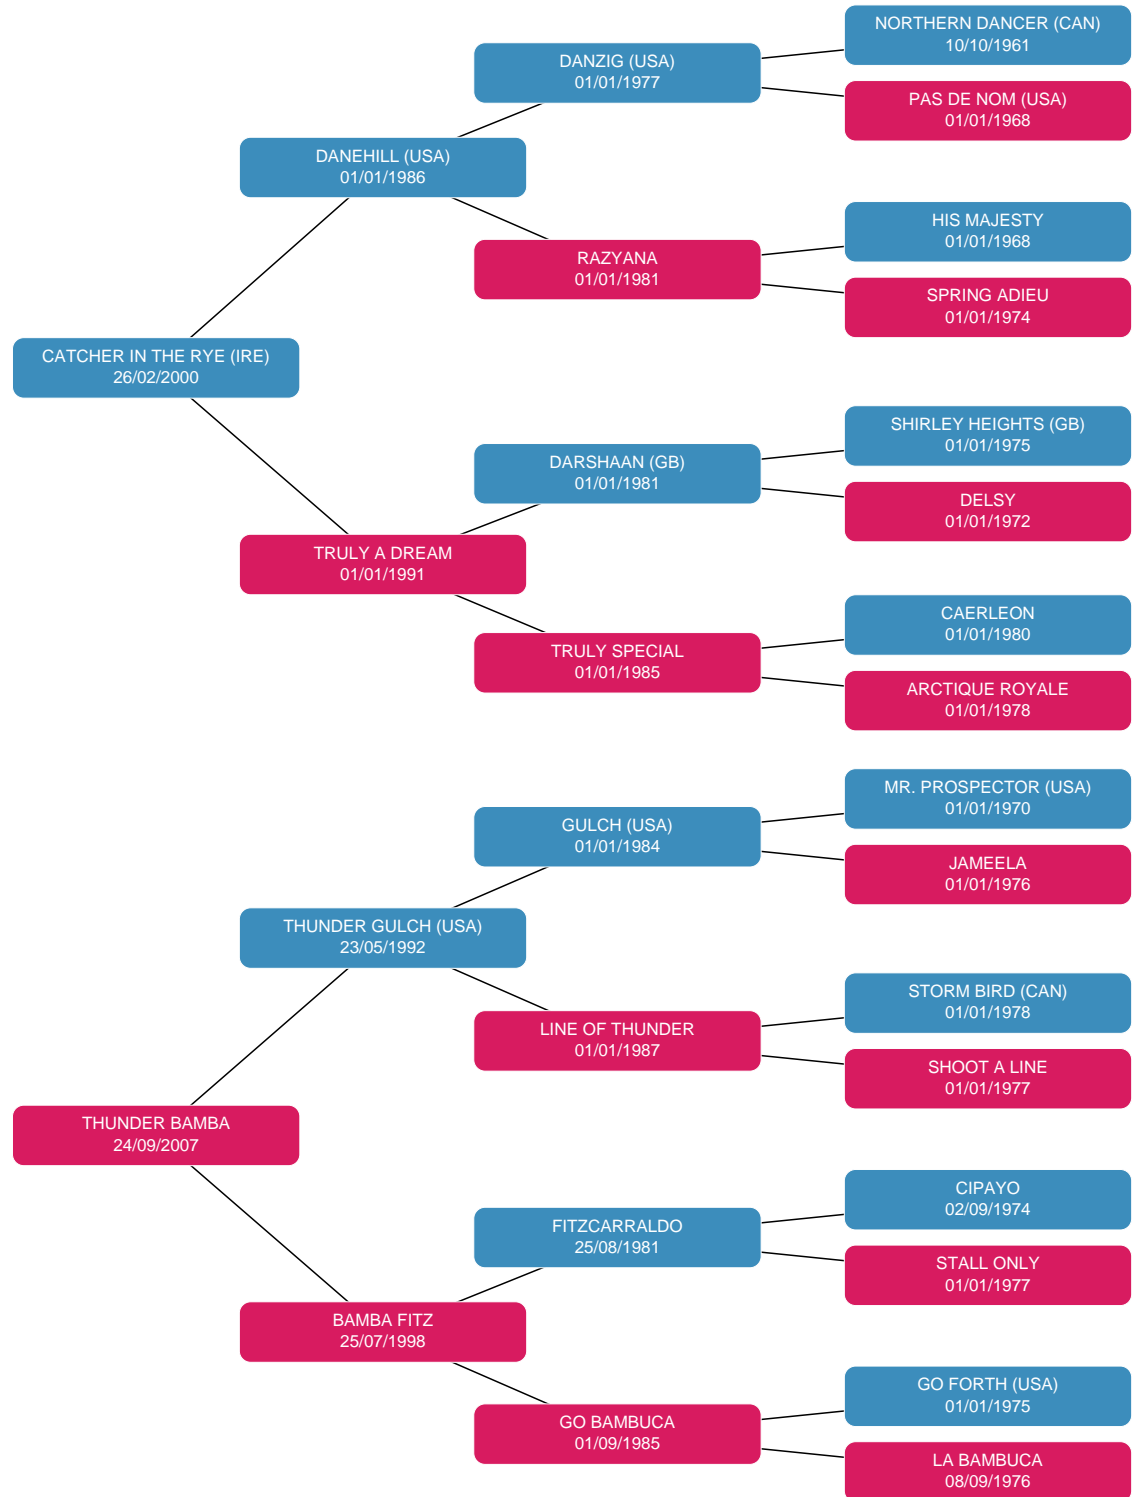 NORTHERN DANCER (CAN)
10/10/1961
DANZIG (USA)
01/01/1977
PAS DE NOM (USA)
01/01/1968
DANEHILL (USA)
01/01/1986
HIS MAJESTY
01/01/1968
RAZYANA
01/01/1981
SPRING ADIEU
01/01/1974
CATCHER IN THE RYE (IRE)
26/02/2000
SHIRLEY HEIGHTS (GB)
01/01/1975
DARSHAAN (GB)
01/01/1981
DELSY
01/01/1972
TRULY A DREAM
01/01/1991
CAERLEON
01/01/1980
TRULY SPECIAL
01/01/1985
ARCTIQUE ROYALE
01/01/1978
MR. PROSPECTOR (USA)
01/01/1970
GULCH (USA)
01/01/1984
JAMEELA
01/01/1976
THUNDER GULCH (USA)
23/05/1992
STORM BIRD (CAN)
01/01/1978
LINE OF THUNDER
01/01/1987
SHOOT A LINE
01/01/1977
THUNDER BAMBA
24/09/2007
CIPAYO
02/09/1974
FITZCARRALDO
25/08/1981
STALL ONLY
01/01/1977
BAMBA FITZ
25/07/1998
GO FORTH (USA)
01/01/1975
GO BAMBUCA
01/09/1985
LA BAMBUCA
08/09/1976